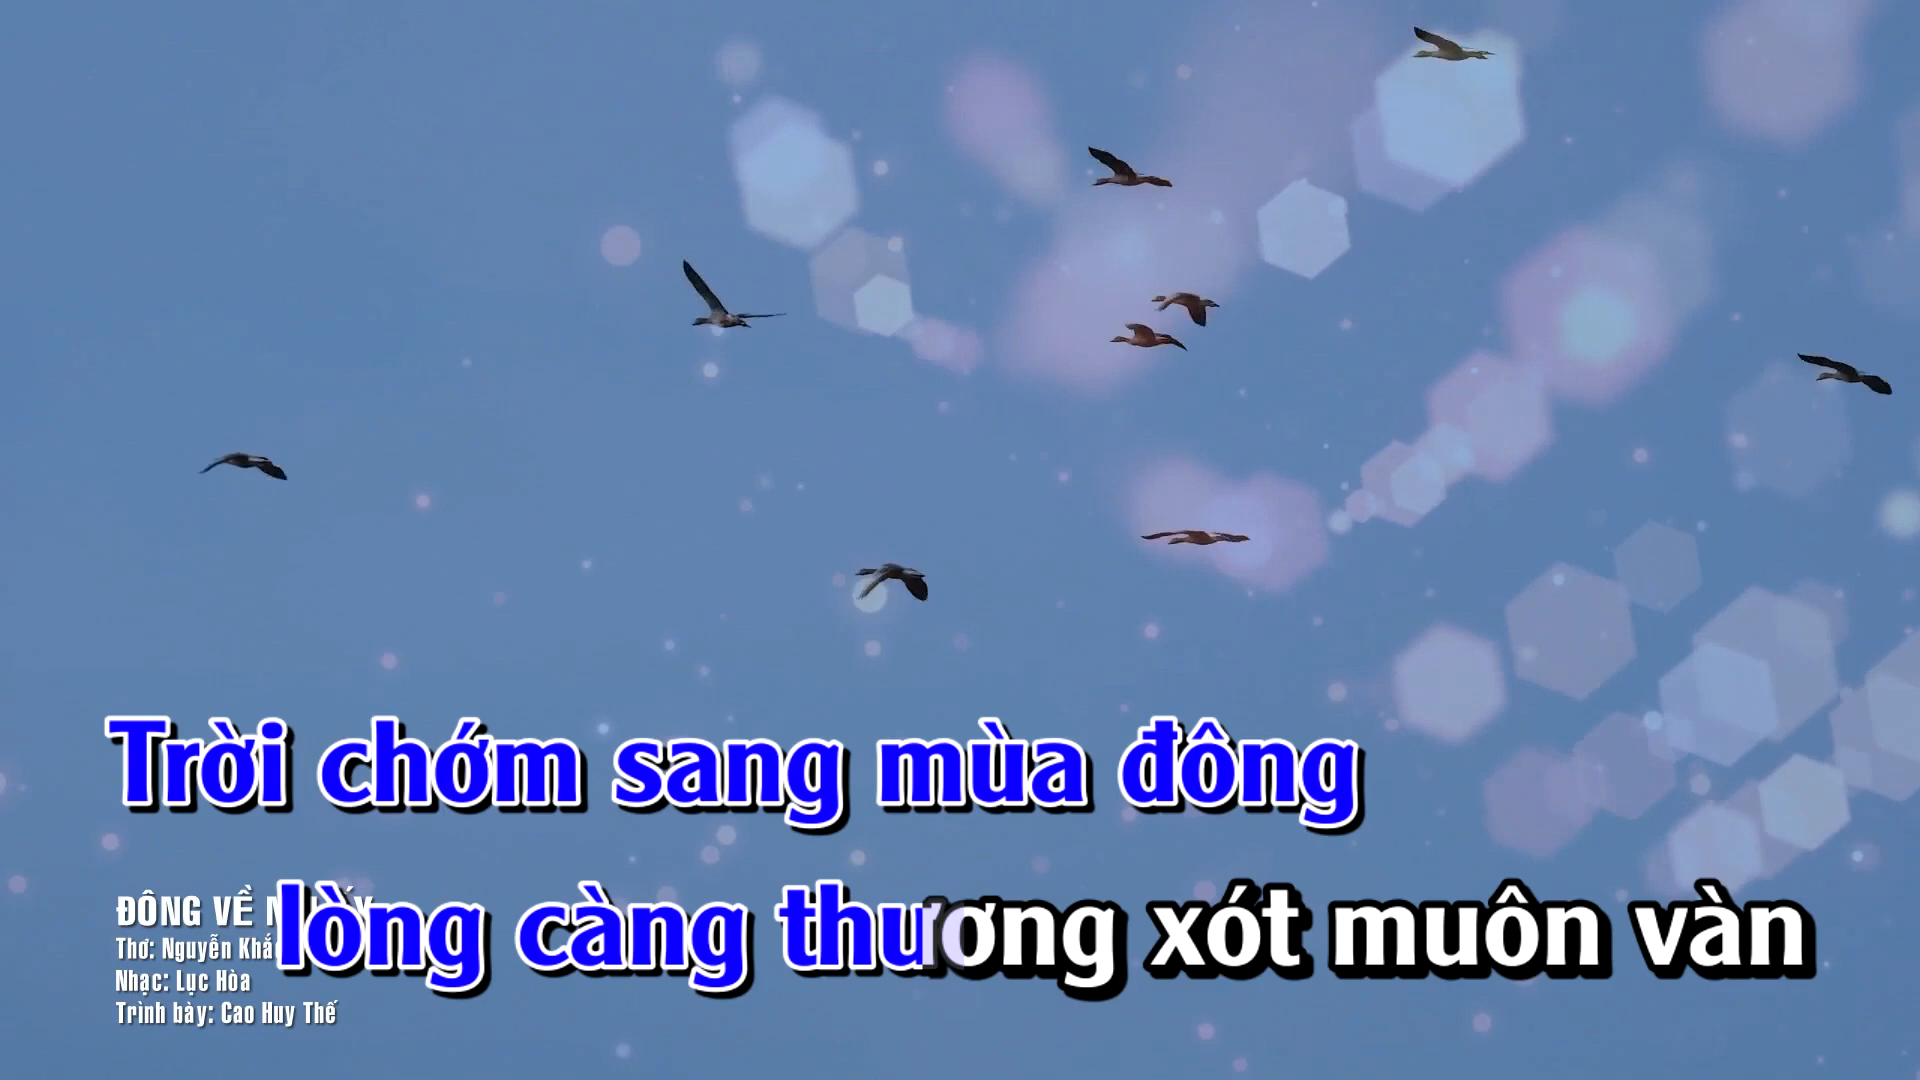 Trời chớm sang mùa đông
lòng càng thương xót muôn vàn
ĐÔNG VỀ
Thơ: Nguyễn
Nhạc: Lục Hòa
Trình bày: Cao Huy Thế